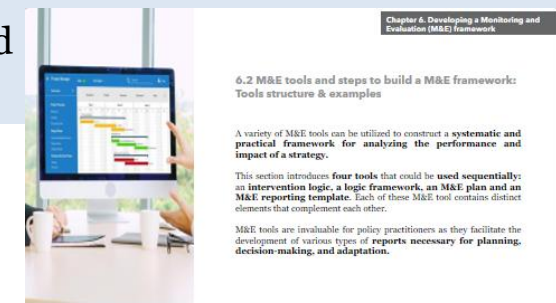 d
Chapter 6. Developing a Monitoring and
Evaluation (M&E) framework
6.2 M&E tools and steps to build a M&E framework:
Tools structure & examples
A variety of M&E tools can be utilized to construct a systematic and
practical framework for analyzing the performance and
impact of a strategy.
This section introduces four tools that could be used sequentially:
an intervention logic, a logic framework, an M&E plan and an
M&E reporting template. Each of these M&E tool contains distinct
elements that complement each other.
M&E tools are invaluable for policy practitioners as they facilitate the
development of various types of reports necessary for planning,
decision-making, and adaptation.